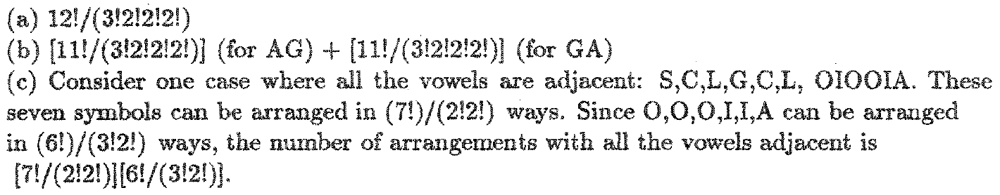 (a) 12!/(3!2!2!2!)
(b) [11!/(3!2!2!2!)] (for AG) + [11!/(3!2!2!2!)] (for GA)
(c) Consider one case where all the vowels are adjacent: S,C,L,G,C,L, OIOOIA. These
seven symbols can be arranged in (7!)/(2!2!) ways. Since O,O,O,I,I,A can be arranged
in (6!)/(3!2!) ways, the number of arrangements with all the vowels adjacent is
[7!/(2!2!)][6!/(3!2!)].